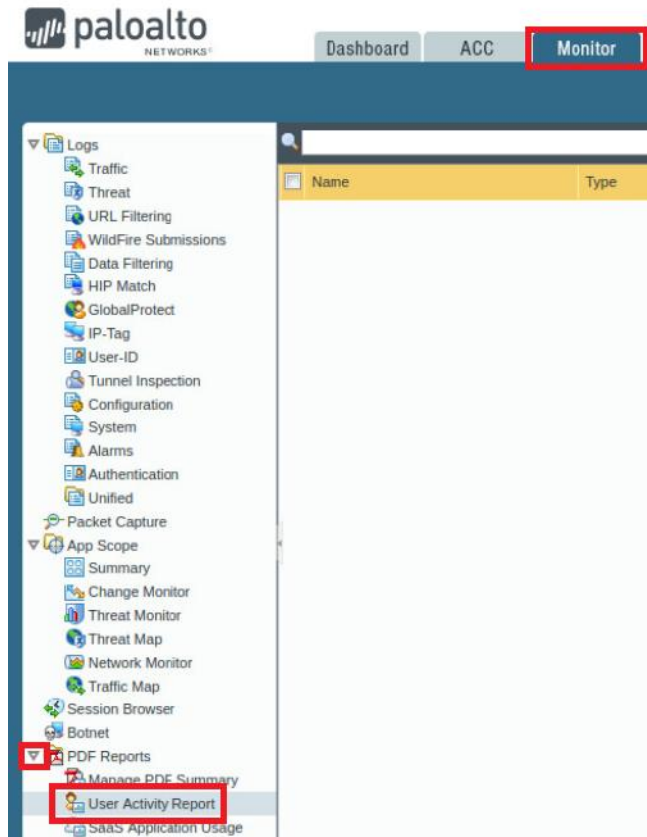 paloalto
NETWORKS®
Dashboard ACC Monitor
Logs
Name Type
Traffic
Threat
URL Filtering
WildFire Submissions
Data Filtering
HIP Match
GlobalProtect
IP-Tag
User-ID
Tunnel Inspection
Configuration
System
Alarms
Authentication
Unified
Packet Capture
App Scope
Summary
Change Monitor
Threat Monitor
Threat Map
Network Monitor
Traffic Map
Session Browser
Botnet
PDF Reports
Manage PDF Summary
User Activity Report
SaaS Application Usage